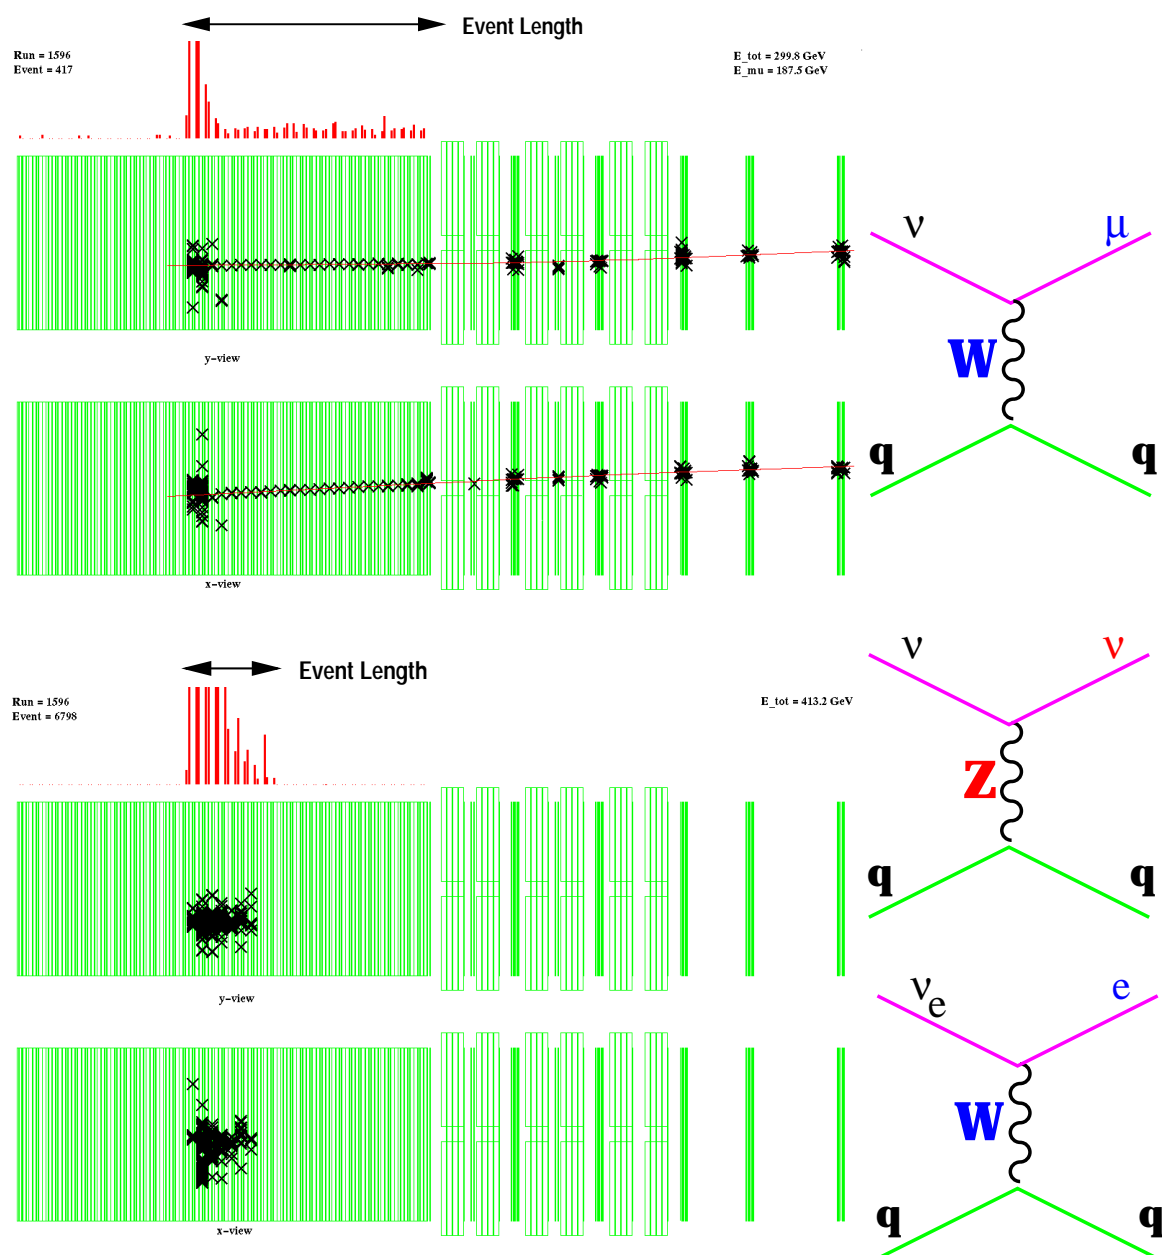 Event Length
Run = 1596
Event = 417
E_tot = 299.8 GeV
E_mu = 187.5 GeV
ν
μ
W
q
q
y-view
x-view
Event Length
Run = 1596
Event = 6798
E_tot = 413.2 GeV
ν
ν
Z
q
q
y-view
νe
e
W
q
q
x-view